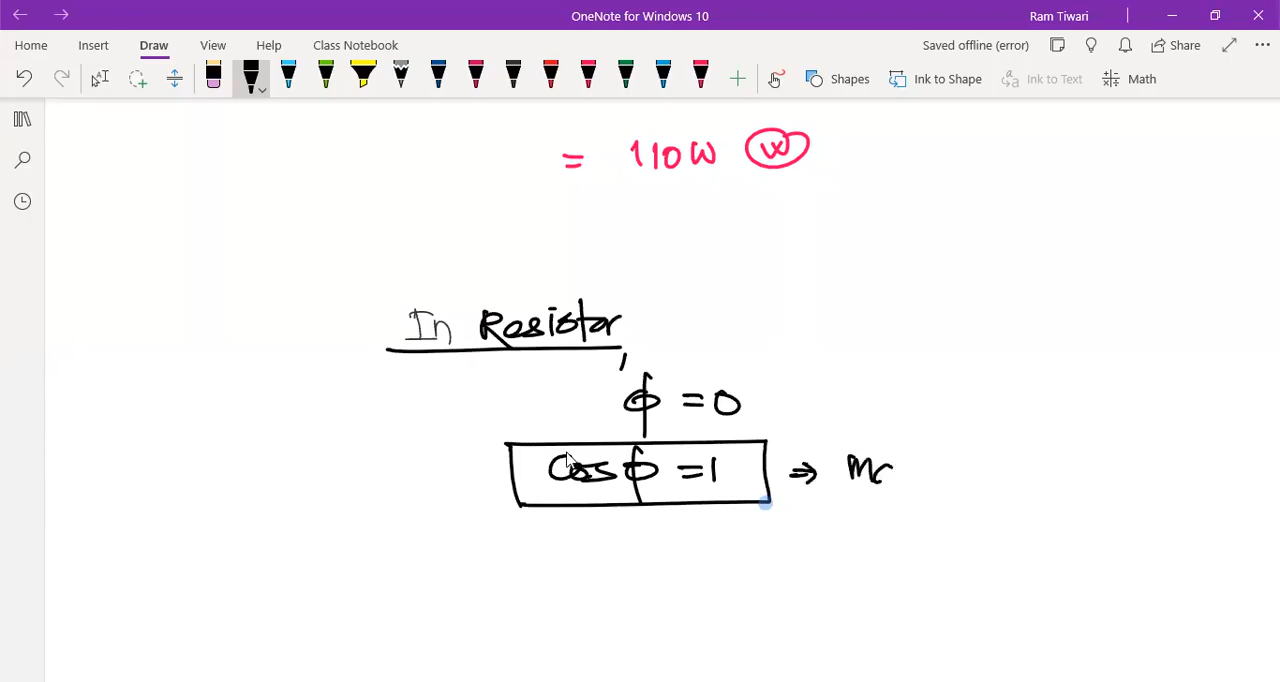 OneNote for Windows 10
Ram Tiwari
Home Insert Draw View Help Class Notebook
Saved offline (error) Share
Shapes Ink to Shape Ink to Text Math
= 110W W
In Resistor,
ϕ = 0
Cos ϕ = 1 ⇒